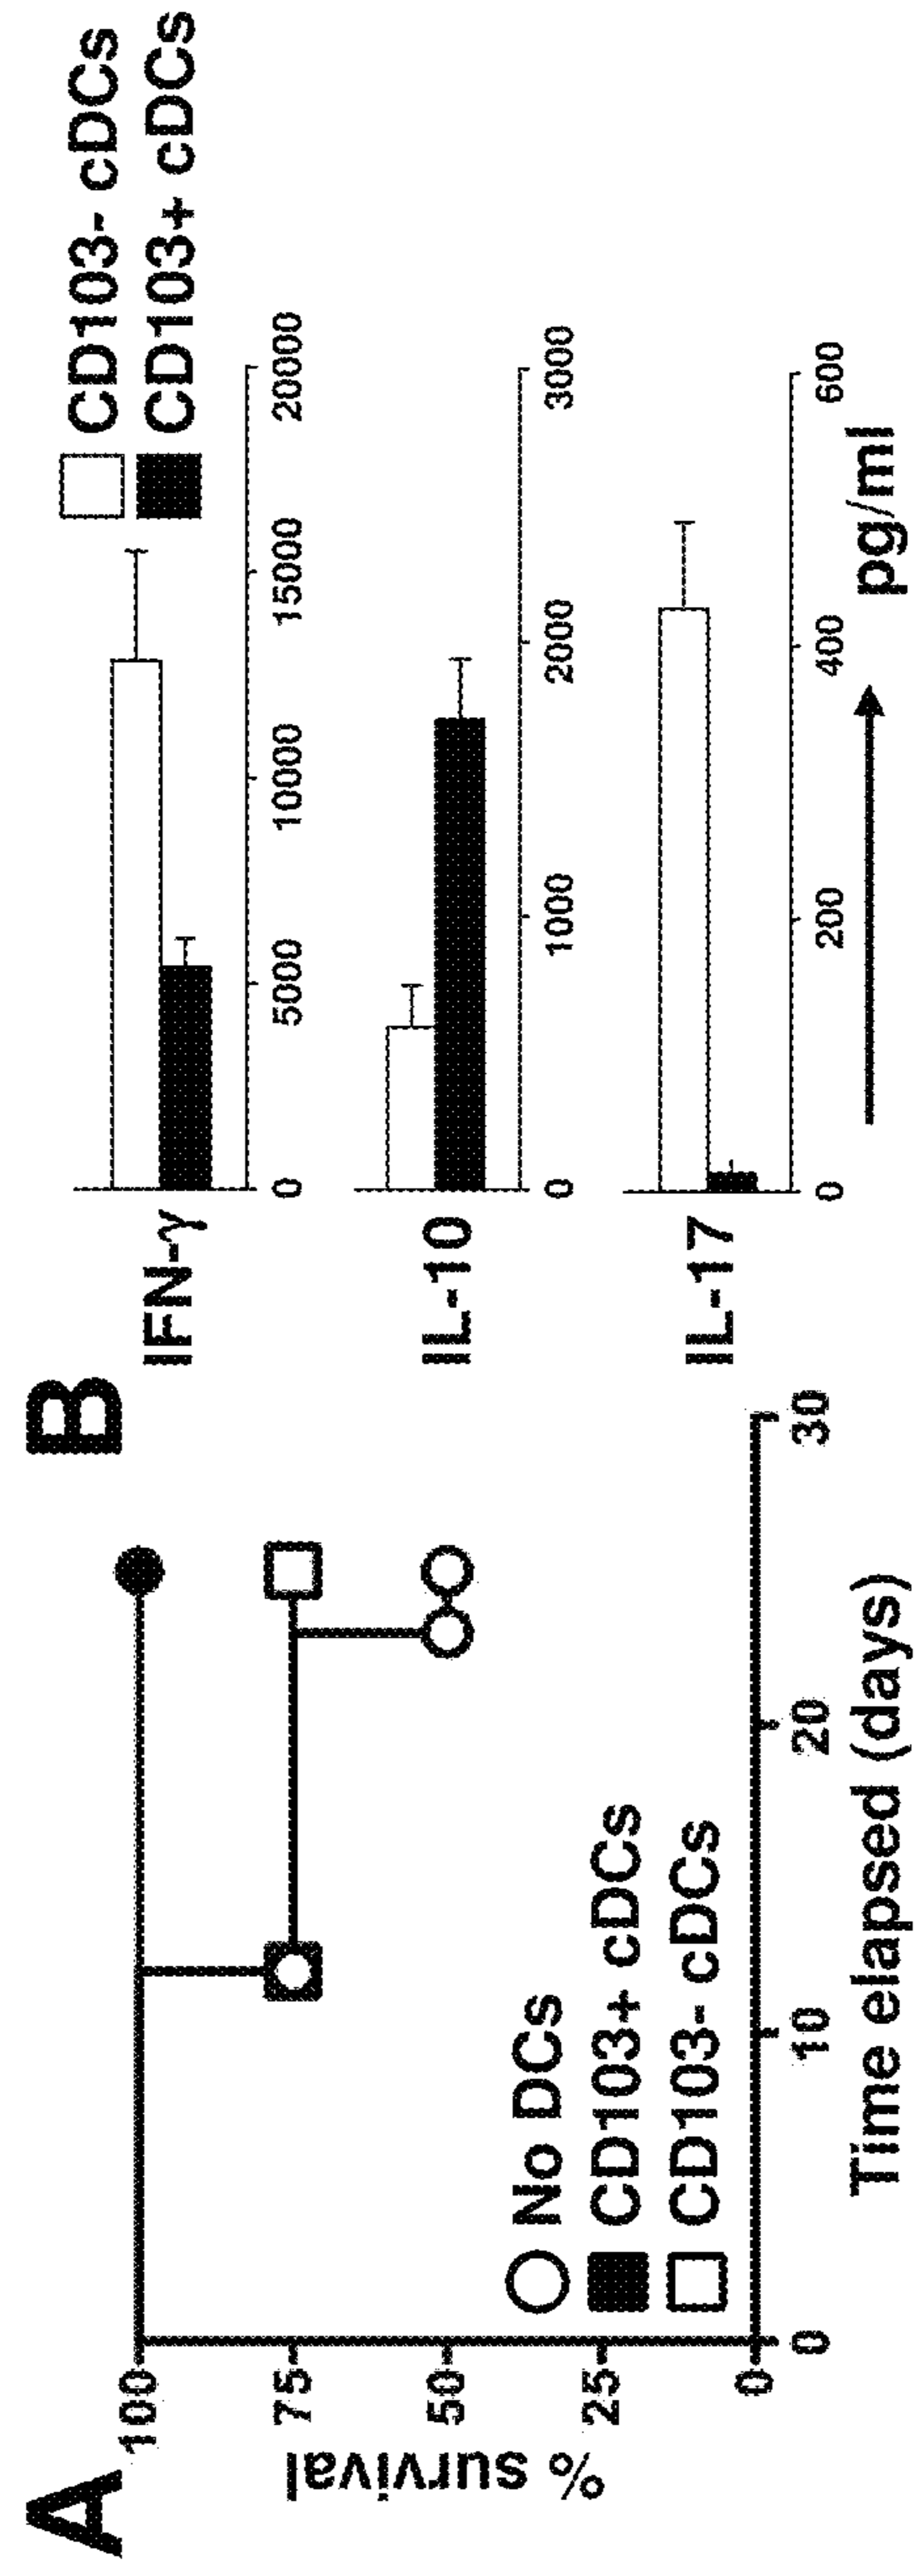 A
% survival
100
75
50
25
0
0 10 20 30
Time elapsed (days)
No DCs
CD103+ cDCs
CD103- cDCs
B
CD103- cDCs
CD103+ cDCs
IFN-γ
0 5000 10000 15000 20000
IL-10
0 1000 2000 3000
IL-17
0 200 400 600
pg/ml